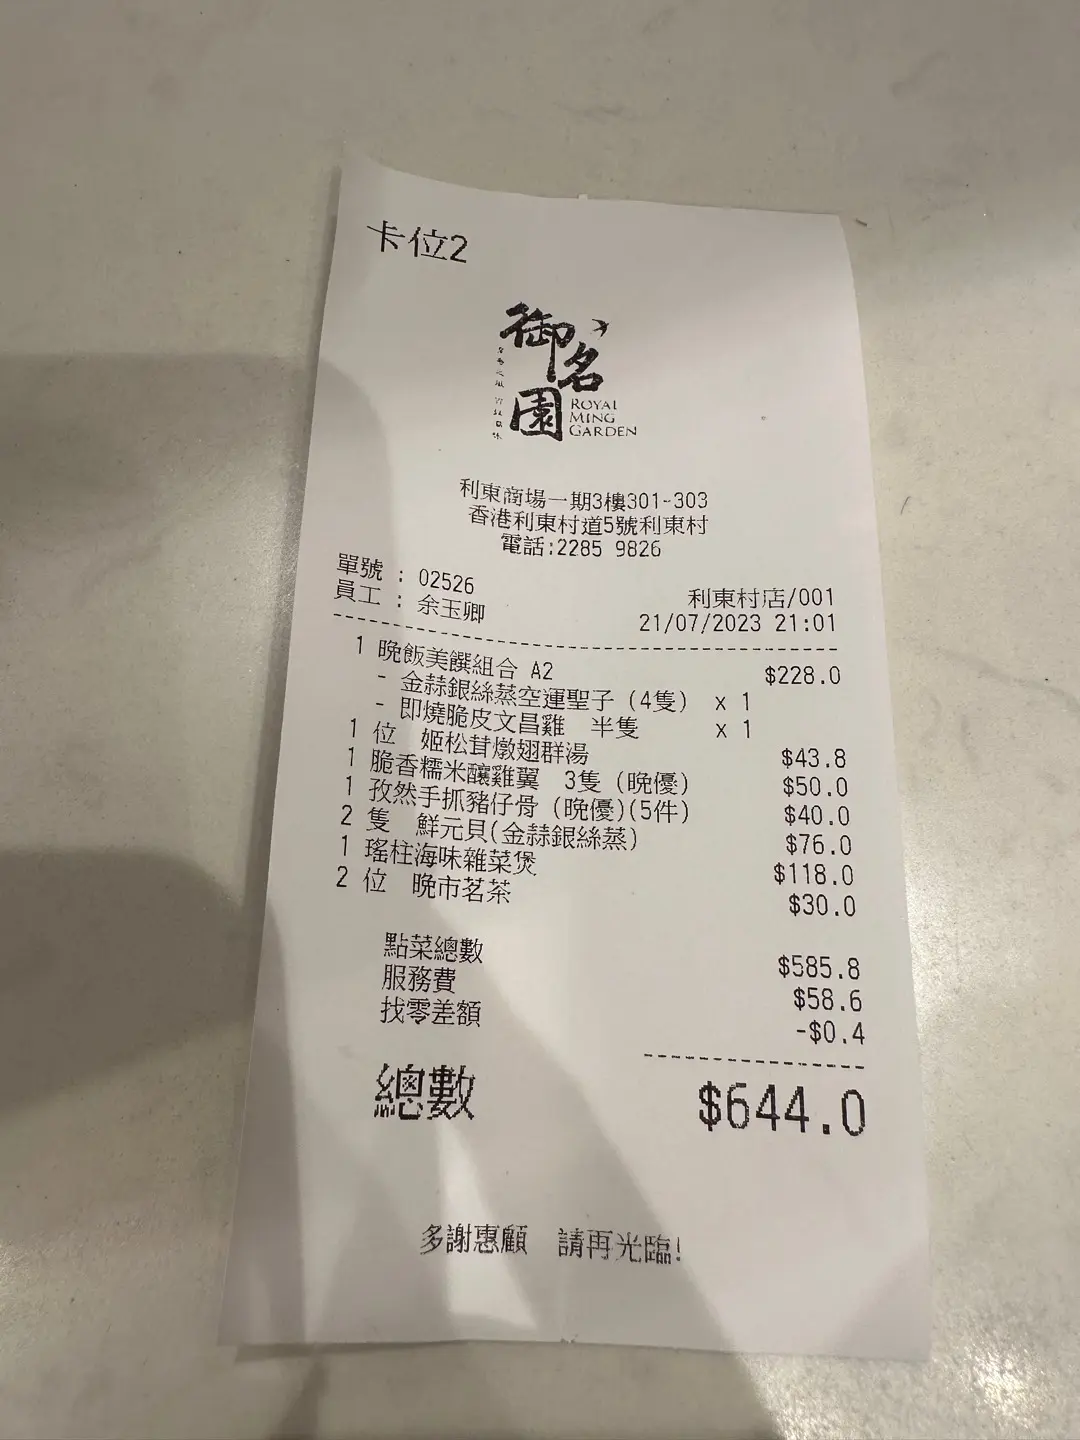 卡位2
御名園
ROYAL
MING
GARDEN
利東商場一期3樓301-303
香港利東村道5號利東村
電話:2285 9826
單號 : 02526
利東村店/001
員工 : 余玉卿
21/07/2023 21:01
1 晚飯美饌組合 A2 $228.0
- 金蒜銀絲蒸空運聖子 (4隻) x 1
- 即燒脆皮文昌雞 半隻 x 1
1 位 姬松茸燉翅群湯 $43.8
1 脆香糯米釀雞翼 3隻 (晚優) $50.0
1 孜然手抓豬仔骨 (晚優)(5件) $40.0
2 隻 鮮元貝(金蒜銀絲蒸) $76.0
1 瑤柱海味雜菜煲 $118.0
2 位 晚市茗茶 $30.0
點菜總數 $585.8
服務費 $58.6
找零差額 -$0.4
總數 $644.0
多謝惠顧 請再光臨!